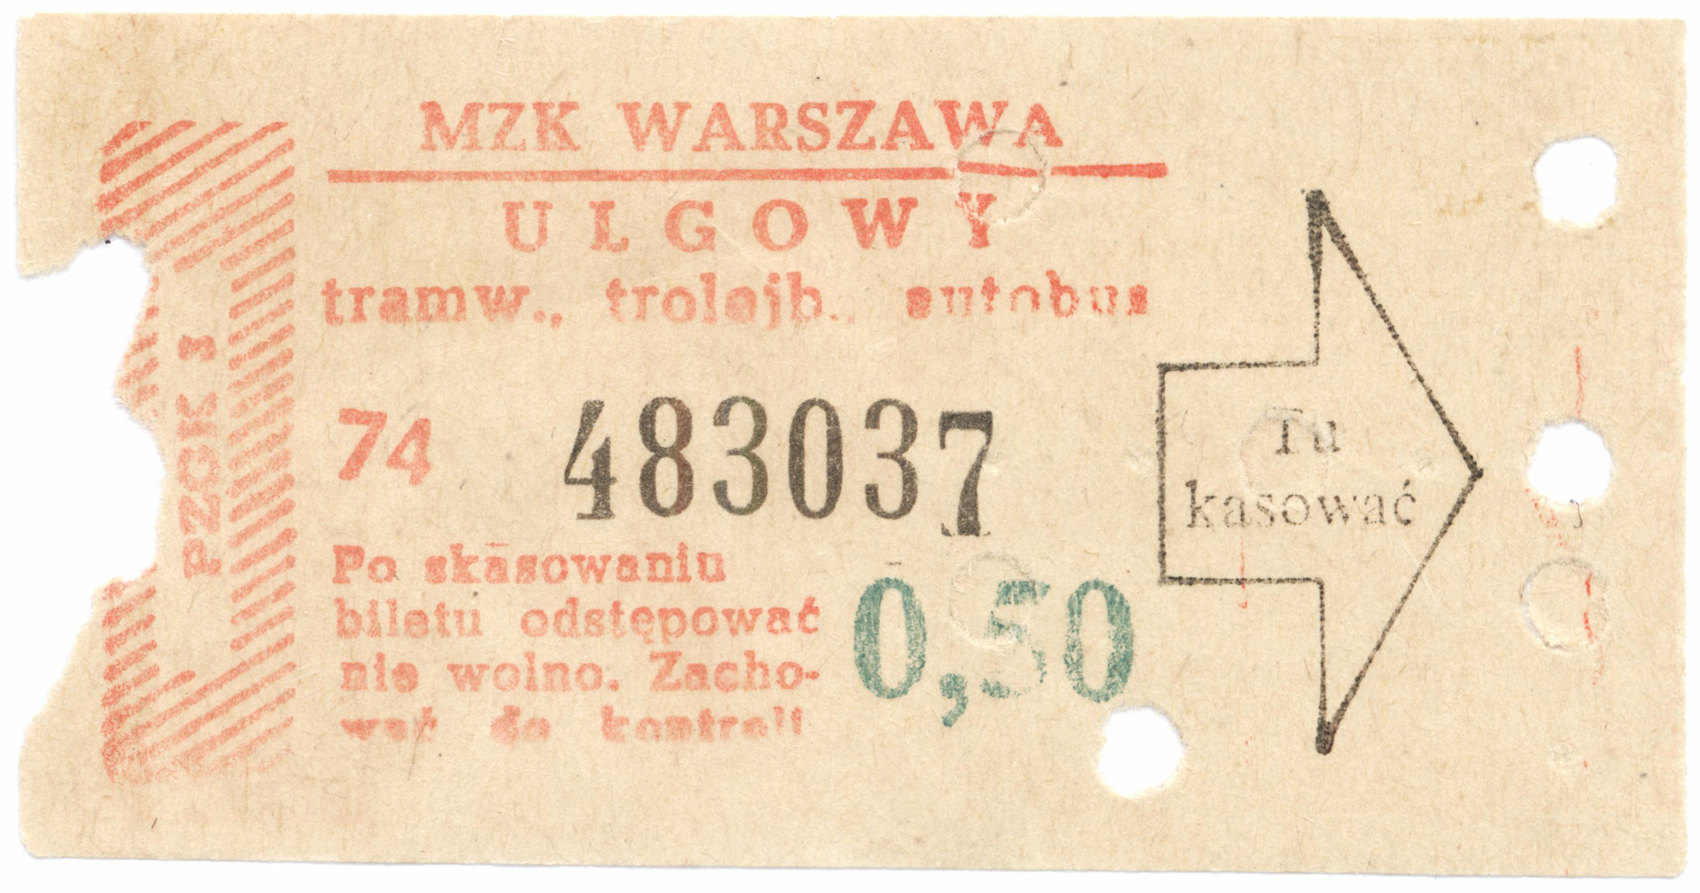 MZK WARSZAWA
ULGOWY
tramw., trolejb., autobus
PZOK 3
74 483037
Po skasowaniu
biletu odstępować
nie wolno. Zacho-
wać do kontroli
0,50
Tu
kasować